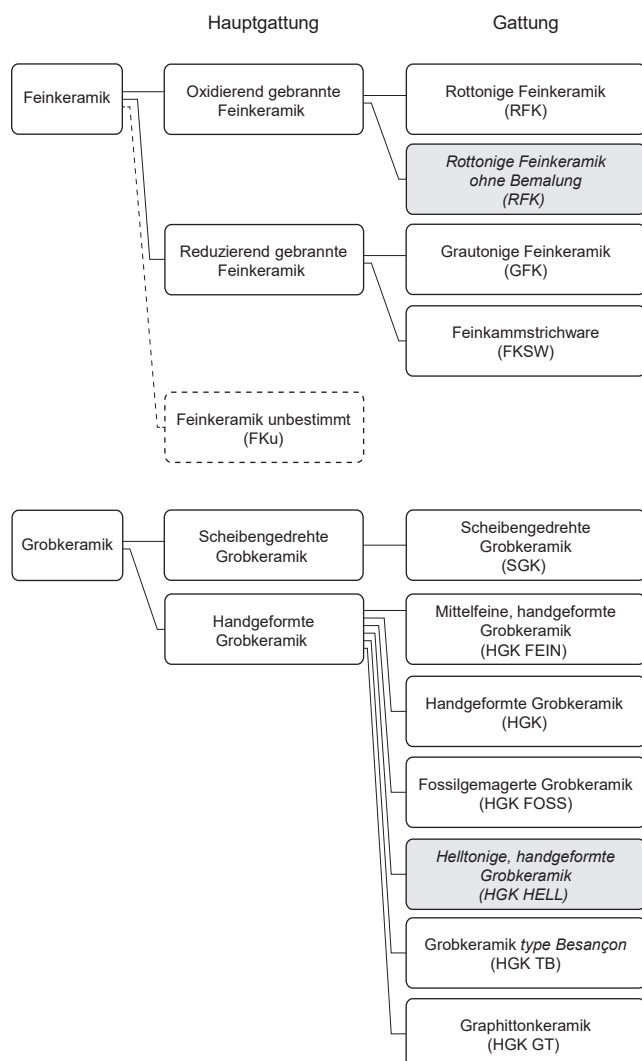 Hauptgattung
Gattung
Feinkeramik
Oxidierend gebrannte
Feinkeramik
Rottonige Feinkeramik
(RFK)
Rottonige Feinkeramik
ohne Bemalung
(RFK)
Reduzierend gebrannte
Feinkeramik
Grautonige Feinkeramik
(GFK)
Feinkammstrichware
(FKSW)
Feinkeramik unbestimmt
(FKu)
Grobkeramik
Scheibengedrehte
Grobkeramik
Scheibengedrehte
Grobkeramik
(SGK)
Handgeformte
Grobkeramik
Mittelfeine, handgeformte
Grobkeramik
(HGK FEIN)
Handgeformte Grobkeramik
(HGK)
Fossilgemagerte Grobkeramik
(HGK FOSS)
Helltonige, handgeformte
Grobkeramik
(HGK HELL)
Grobkeramik type Besançon
(HGK TB)
Graphittonkeramik
(HGK GT)